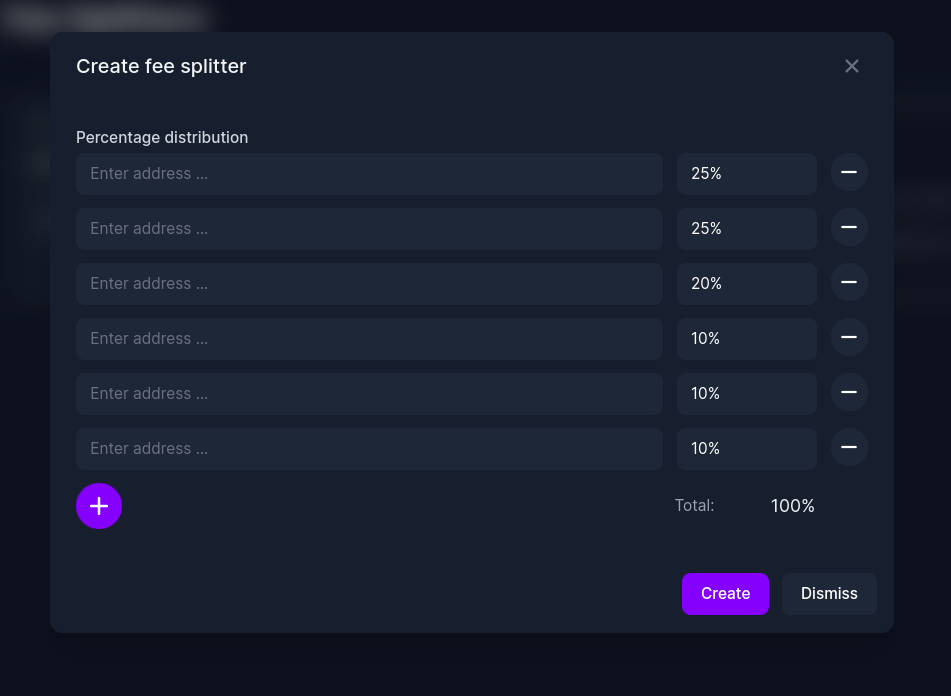 Create fee splitter
Percentage distribution
Enter address ... 25%
Enter address ... 25%
Enter address ... 20%
Enter address ... 10%
Enter address ... 10%
Enter address ... 10%
Total: 100%
Create Dismiss